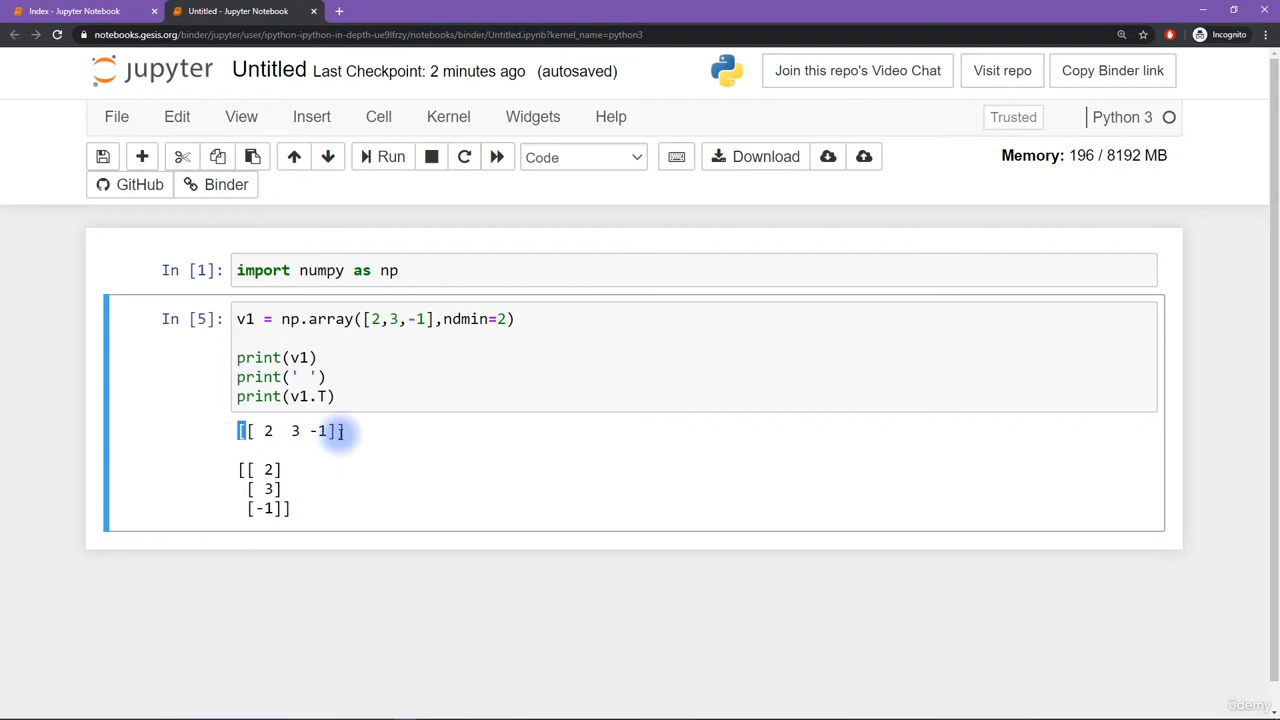 Index - Jupyter Notebook
Untitled - Jupyter Notebook
notebooks.gesis.org/binder/jupyter/user/ipython-ipython-in-depth-ue9lfrzy/notebooks/binder/Untitled.ipynb?kernel_name=python3
Incognito
jupyter Untitled Last Checkpoint: 2 minutes ago (autosaved)
Join this repo's Video Chat
Visit repo
Copy Binder link
File Edit View Insert Cell Kernel Widgets Help
Trusted
Python 3
Run
Code
Download
Memory: 196 / 8192 MB
GitHub
Binder
In [1]: import numpy as np
In [5]: v1 = np.array([2,3,-1],ndmin=2)
print(v1)
print(' ')
print(v1.T)
[[ 2  3 -1]]
[[ 2]
[ 3]
[-1]]
ûdemy